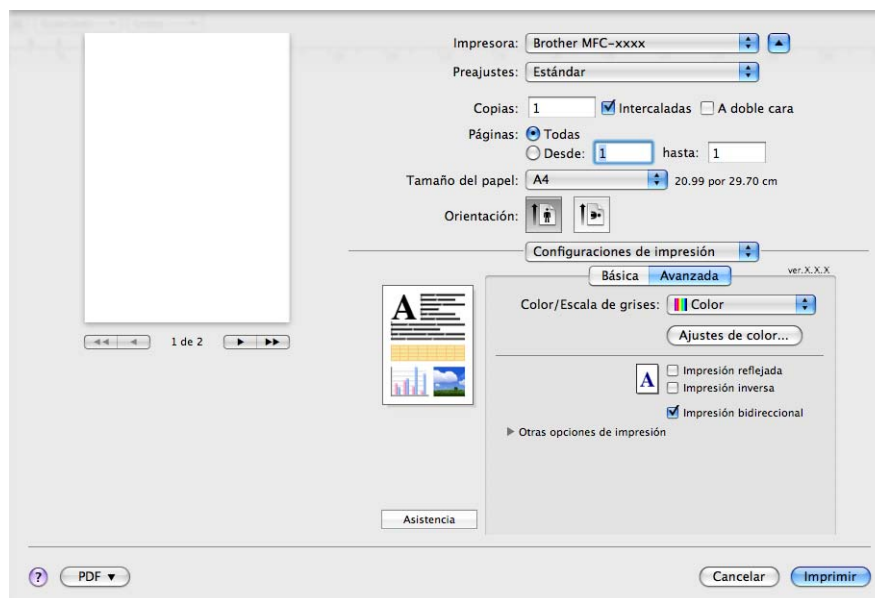 Impresora: Brother MFC-xxxx
Preajustes: Estándar
Copias: 1 Intercaladas A doble cara
Páginas: Todas
Desde: 1 hasta: 1
Tamaño del papel: A4 20.99 por 29.70 cm
Orientación:
Configuraciones de impresión
Básica Avanzada ver.X.X.X
Color/Escala de grises: Color
Ajustes de color...
A
A
Impresión reflejada
Impresión inversa
Impresión bidireccional
Otras opciones de impresión
1 de 2
Asistencia
? PDF Cancelar Imprimir